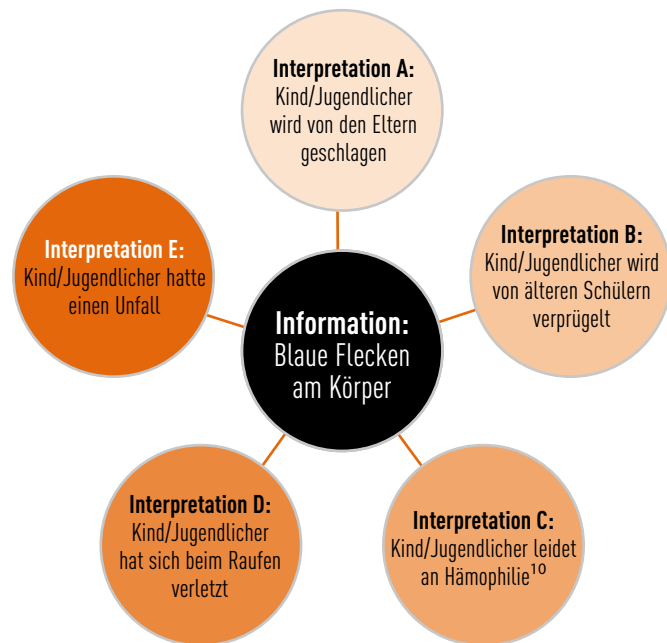 Interpretation A:
Kind/Jugendlicher
wird von den Eltern
geschlagen
Interpretation B:
Kind/Jugendlicher wird
von älteren Schülern
verprügelt
Interpretation E:
Kind/Jugendlicher hatte
einen Unfall
Information:
Blaue Flecken
am Körper
Interpretation D:
Kind/Jugendlicher
hat sich beim Raufen
verletzt
Interpretation C:
Kind/Jugendlicher leidet
an Hämophilie¹⁰